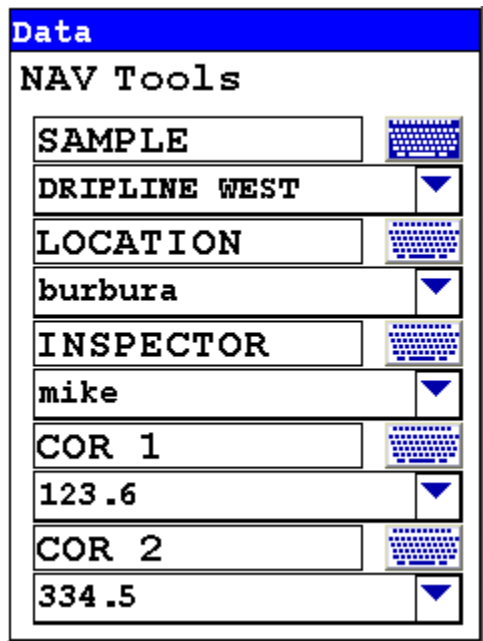 Data
NAV Tools
SAMPLE
DRIPLINE WEST
LOCATION
burbura
INSPECTOR
mike
COR 1
123.6
COR 2
334.5